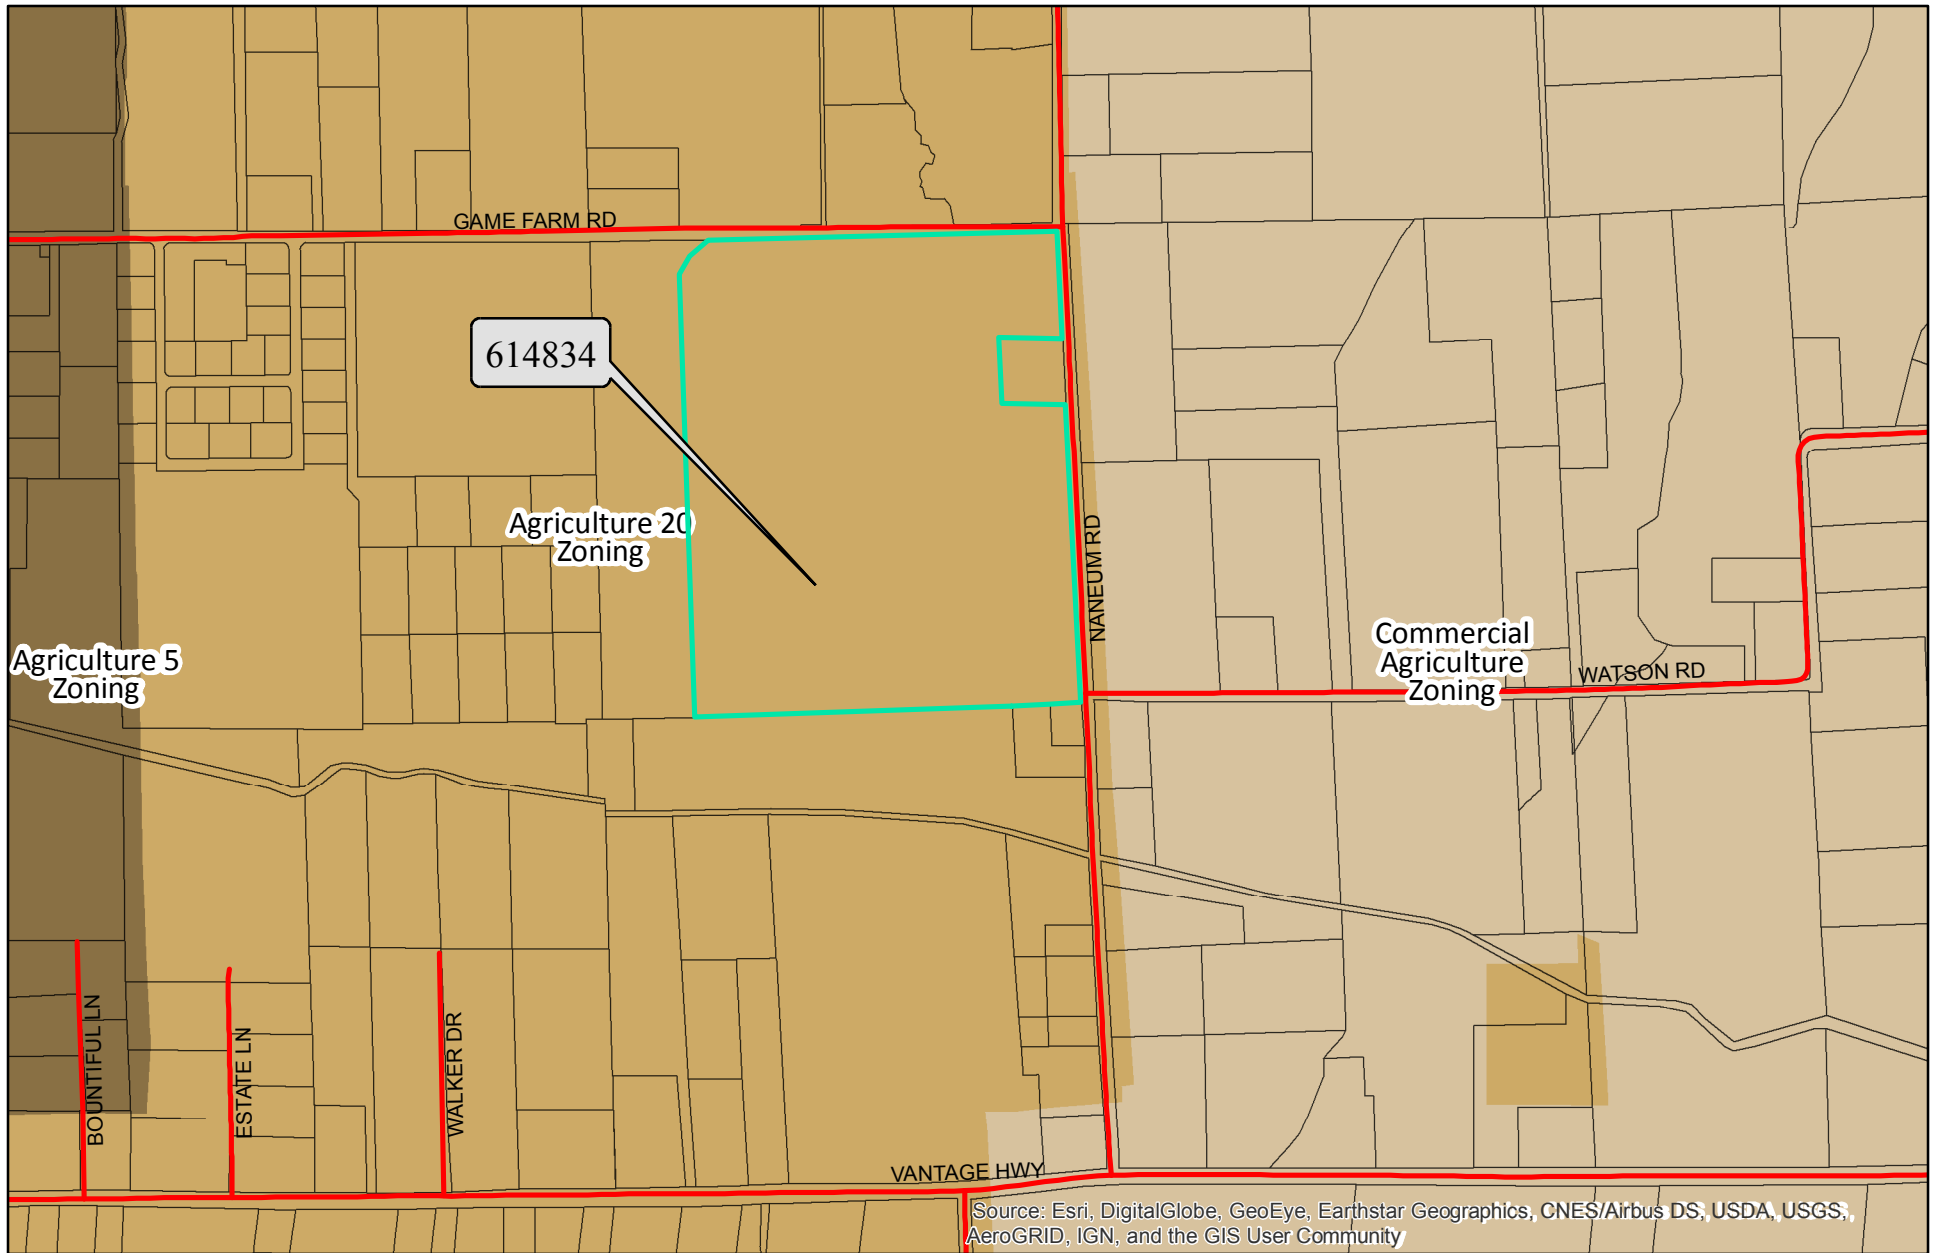 GAME FARM RD
614834
Agriculture 20
Zoning
NANEUM RD
Agriculture 5
Zoning
Commercial
Agriculture
Zoning
WATSON RD
BOUNTIFUL LN
ESTATE LN
WALKER DR
VANTAGE HWY
Source: Esri, DigitalGlobe, GeoEye, Earthstar Geographics, CNES/Airbus DS, USDA, USGS,
AeroGRID, IGN, and the GIS User Community